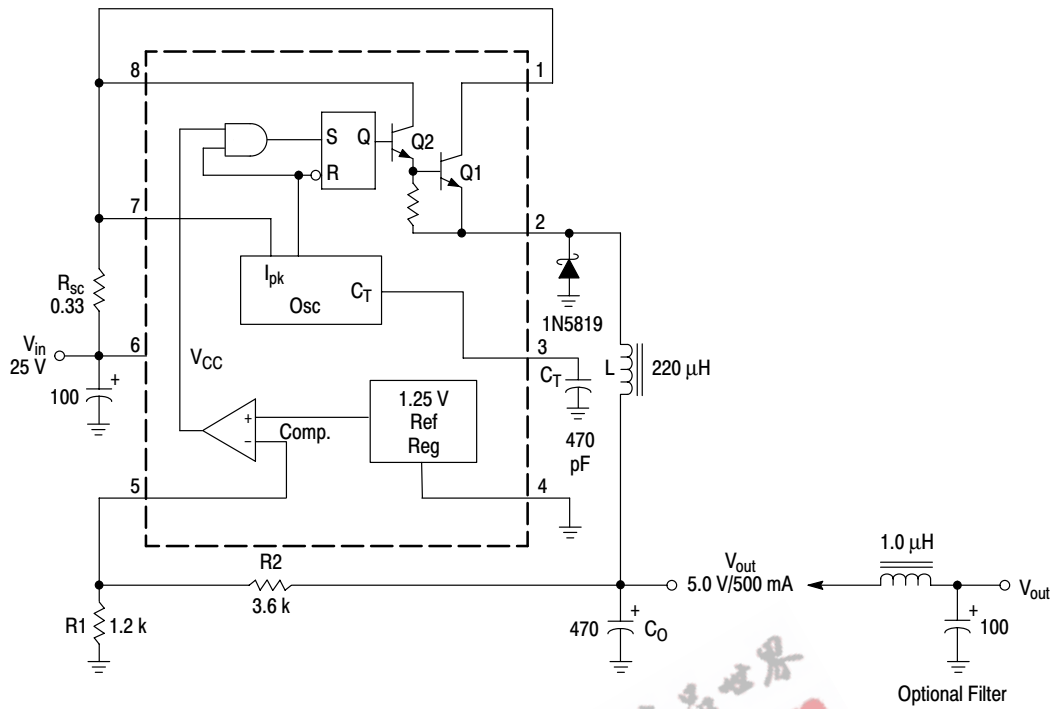 8
1
S
Q
Q2
R
Q1
7
2
Rsc
0.33
Ipk
Osc
CT
1N5819
Vin
25 V
6
VCC
3
CT
L
220 µH
100
+
+
−
Comp.
1.25 V
Ref
Reg
470
pF
5
4
R2
3.6 k
Vout
5.0 V/500 mA
1.0 µH
Vout
R1
1.2 k
470
+
CO
+
100
Optional Filter
世界